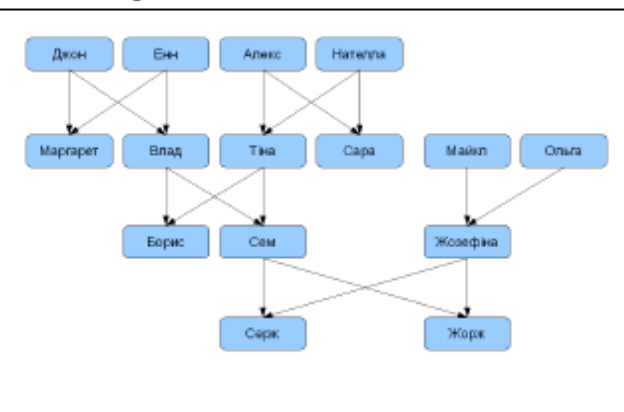 Джон Енн Алекс Нателла
Маргарет Влад Тіна Сара Майкл Ольга
Борис Сем Жозефіна
Серж Жорж